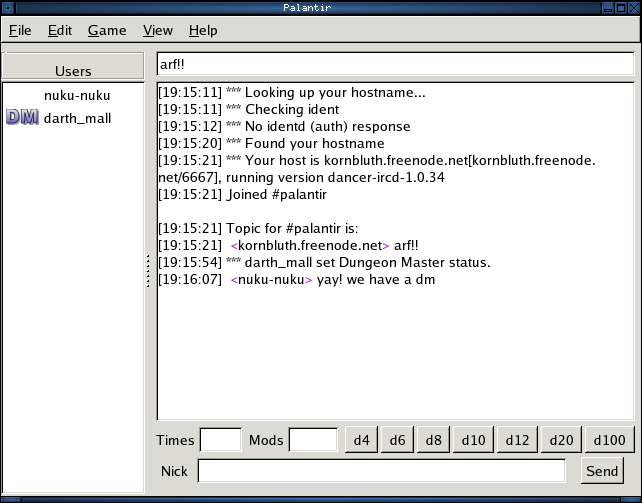 Palantir
File Edit Game View Help
Users
nuku-nuku
DM darth_mall
arf!!
[19:15:11] *** Looking up your hostname...
[19:15:11] *** Checking ident
[19:15:12] *** No identd (auth) response
[19:15:20] *** Found your hostname
[19:15:21] *** Your host is kornbluth.freenode.net[kornbluth.freenode.
net/6667], running version dancer-ircd-1.0.34
[19:15:21] Joined #palantir
[19:15:21] Topic for #palantir is:
[19:15:21] <kornbluth.freenode.net> arf!!
[19:15:54] *** darth_mall set Dungeon Master status.
[19:16:07] <nuku-nuku> yay! we have a dm
Times Mods d4 d6 d8 d10 d12 d20 d100
Nick Send